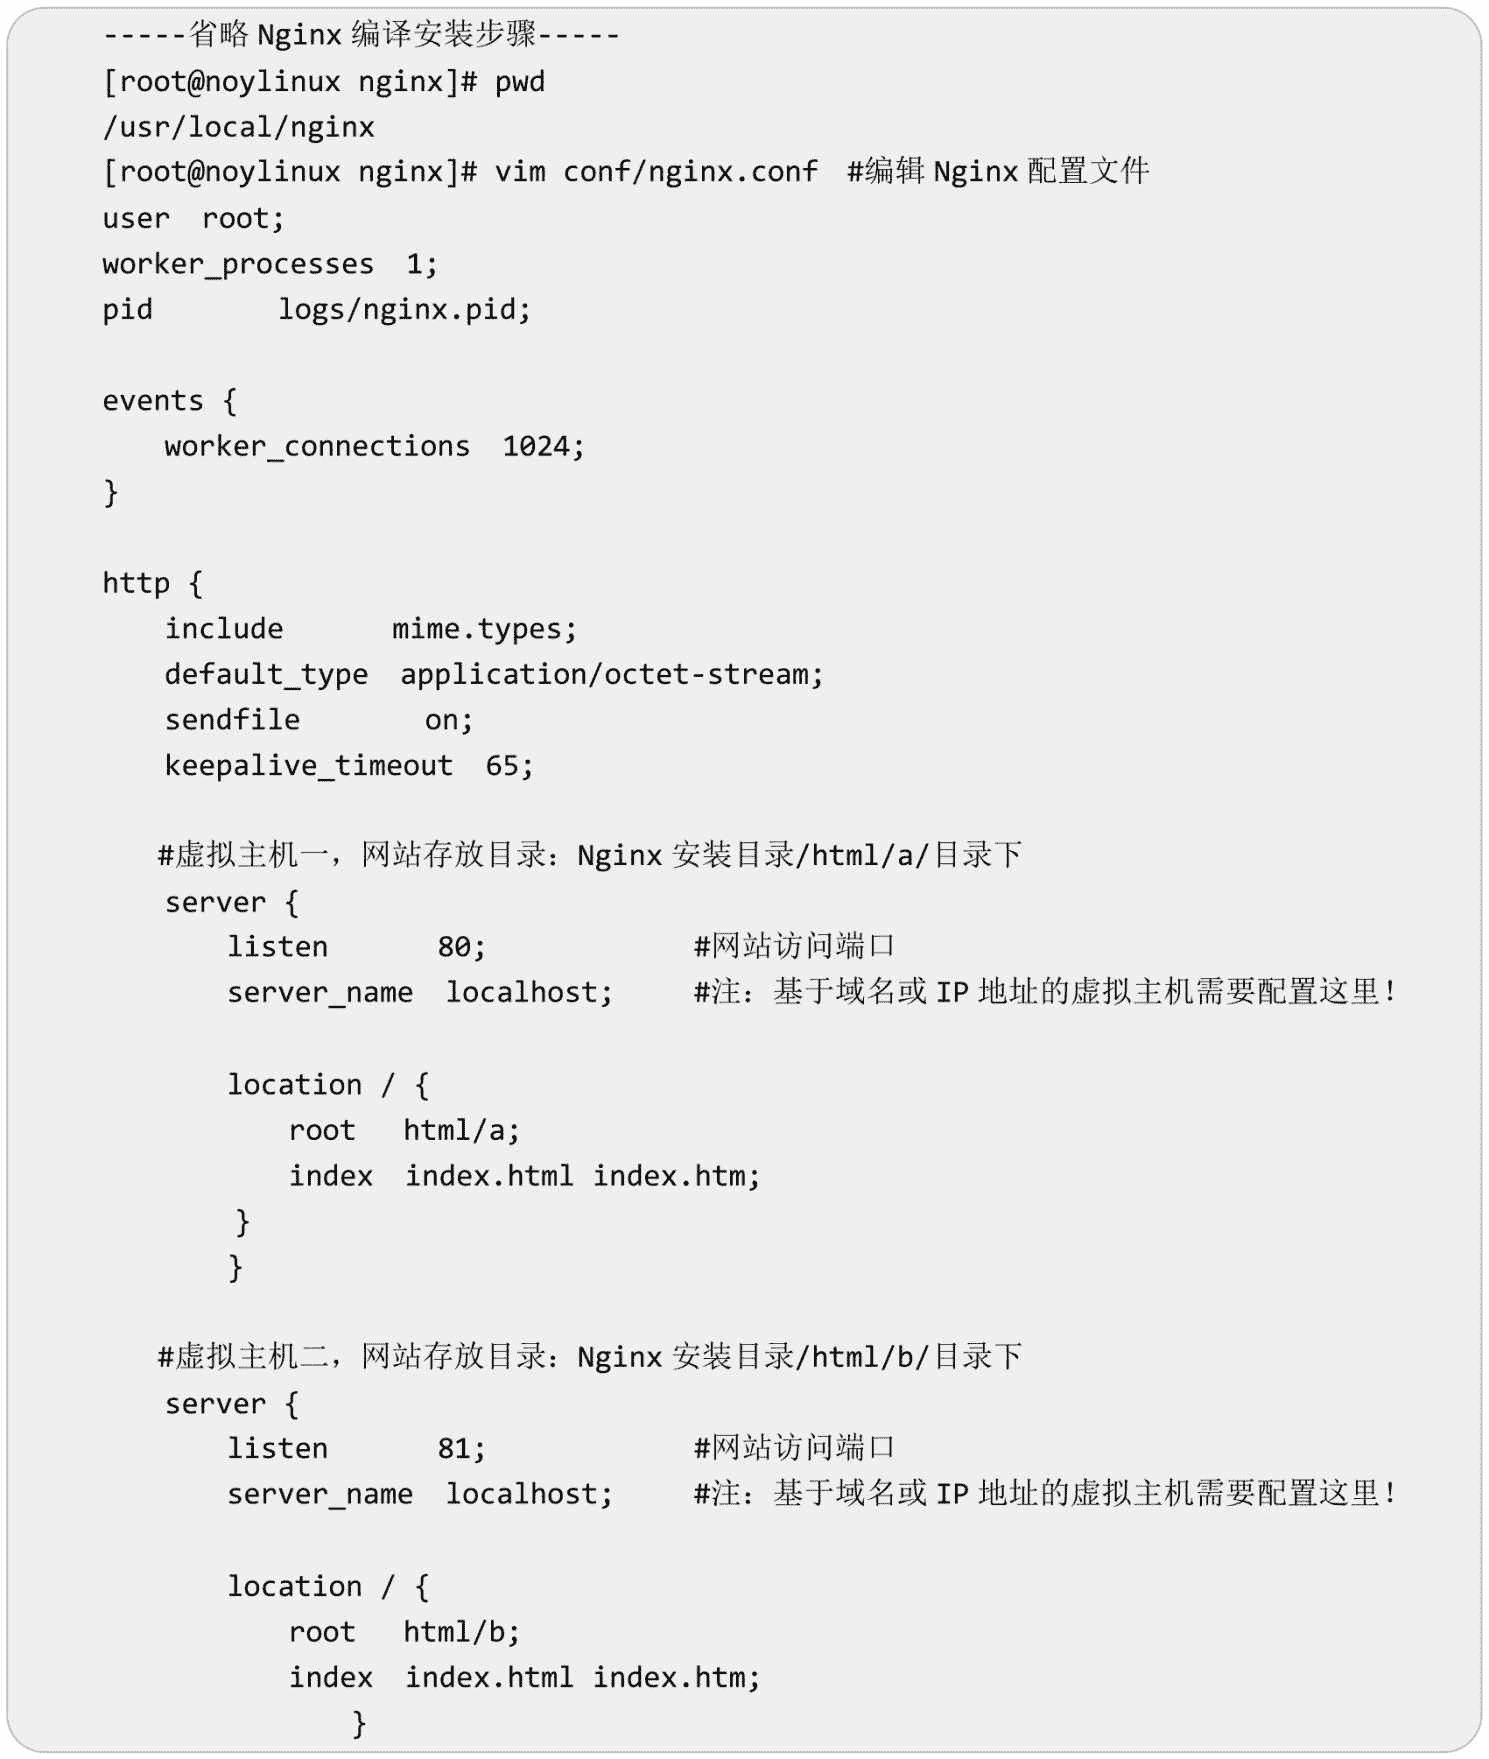 -----省略 Nginx 编译安装步骤-----
[root@noylinux nginx]# pwd
/usr/local/nginx
[root@noylinux nginx]# vim conf/nginx.conf  #编辑 Nginx 配置文件
user  root;
worker_processes  1;
pid        logs/nginx.pid;

events {
    worker_connections  1024;
}

http {
    include       mime.types;
    default_type  application/octet-stream;
    sendfile        on;
    keepalive_timeout  65;

    #虚拟主机一，网站存放目录：Nginx 安装目录/html/a/目录下
    server {
        listen       80;             #网站访问端口
        server_name  localhost;     #注：基于域名或 IP 地址的虚拟主机需要配置这里！

        location / {
            root   html/a;
            index  index.html index.htm;
        }
        }

    #虚拟主机二，网站存放目录：Nginx 安装目录/html/b/目录下
    server {
        listen       81;             #网站访问端口
        server_name  localhost;     #注：基于域名或 IP 地址的虚拟主机需要配置这里！

        location / {
            root   html/b;
            index  index.html index.htm;
                }